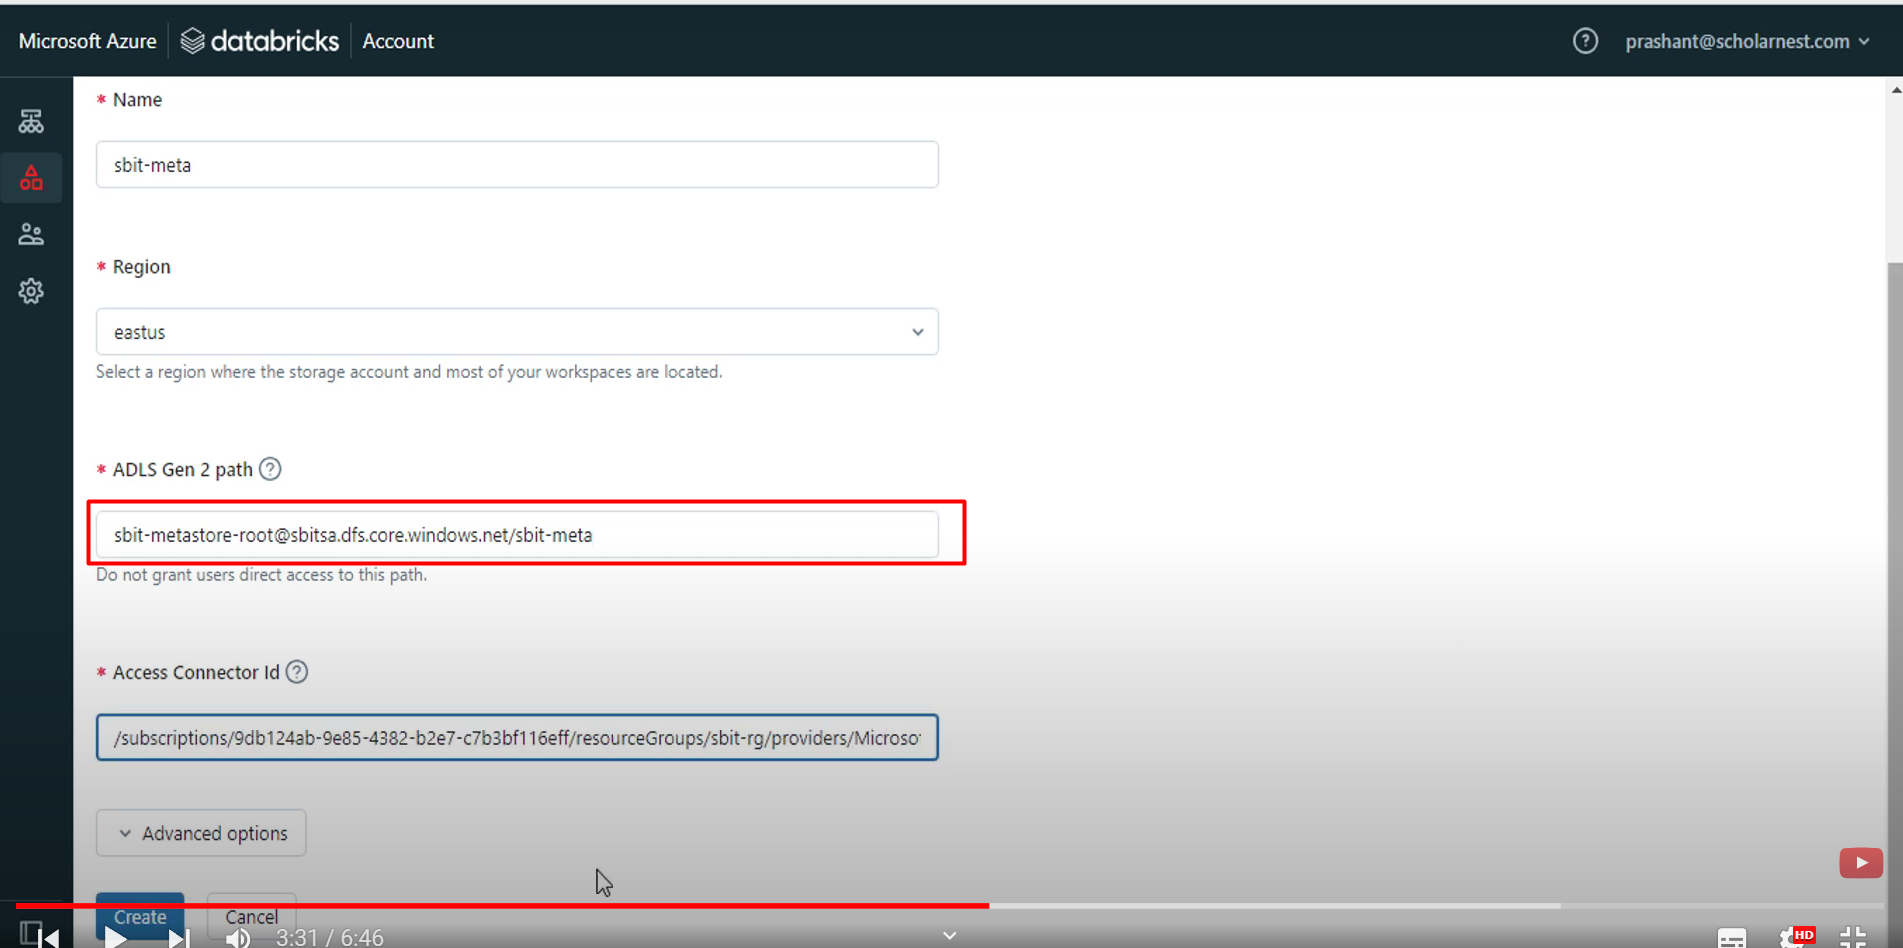 Microsoft Azure databricks Account prashant@scholarnest.com
* Name
sbit-meta
* Region
eastus
Select a region where the storage account and most of your workspaces are located.
* ADLS Gen 2 path
sbit-metastore-root@sbitsa.dfs.core.windows.net/sbit-meta
Do not grant users direct access to this path.
* Access Connector Id
/subscriptions/9db124ab-9e85-4382-b2e7-c7b3bf116eff/resourceGroups/sbit-rg/providers/Microso
Advanced options
Create Cancel
3:31 / 6:46 HD